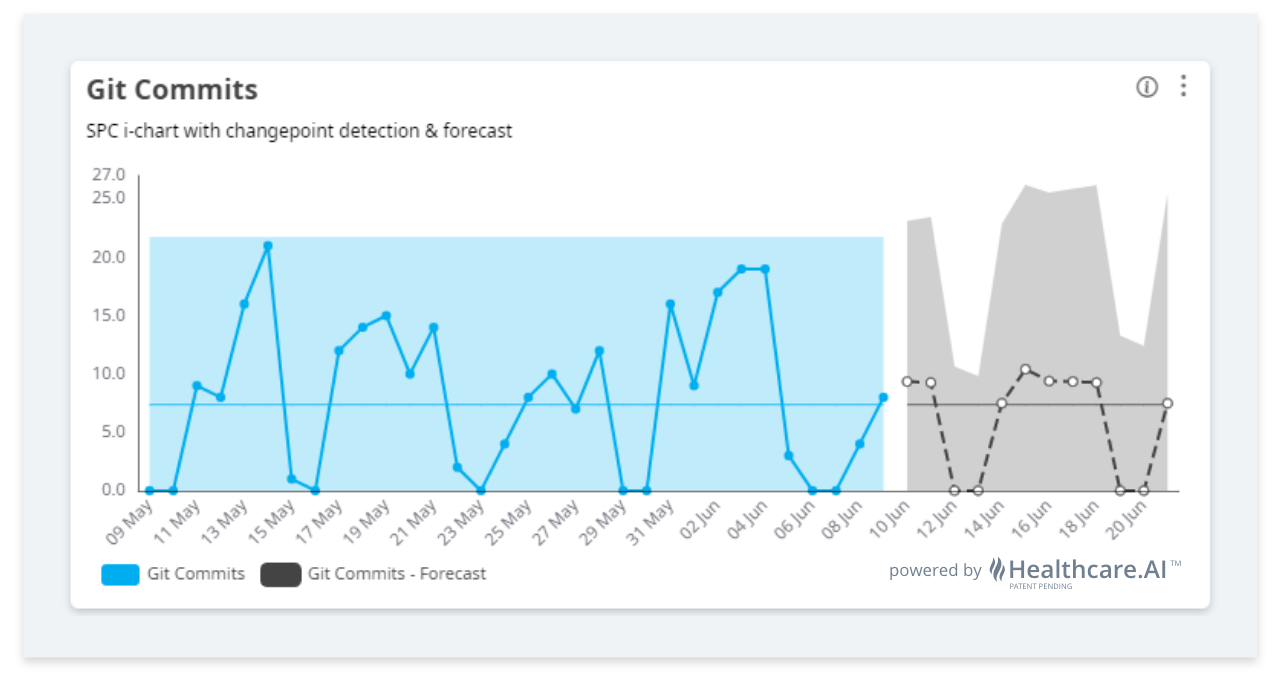 Git Commits
SPC i-chart with changepoint detection & forecast
27.0
25.0
20.0
15.0
10.0
5.0
0.0
09 May 11 May 13 May 15 May 17 May 19 May 21 May 23 May 25 May 27 May 29 May 31 May 02 Jun 04 Jun 06 Jun 08 Jun 10 Jun 12 Jun 14 Jun 16 Jun 18 Jun 20 Jun
Git Commits Git Commits - Forecast powered by Healthcare.AI™
PATENT PENDING